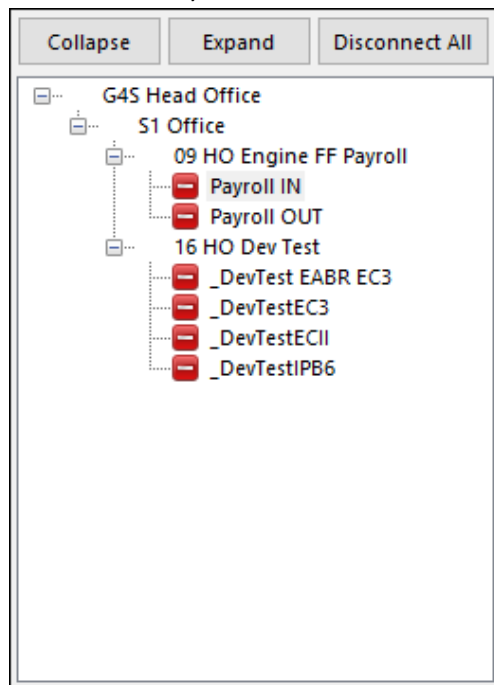 Collapse Expand Disconnect All
G4S Head Office
S1 Office
09 HO Engine FF Payroll
Payroll IN
Payroll OUT
16 HO Dev Test
_DevTest EABR EC3
_DevTestEC3
_DevTestECII
_DevTestIPB6